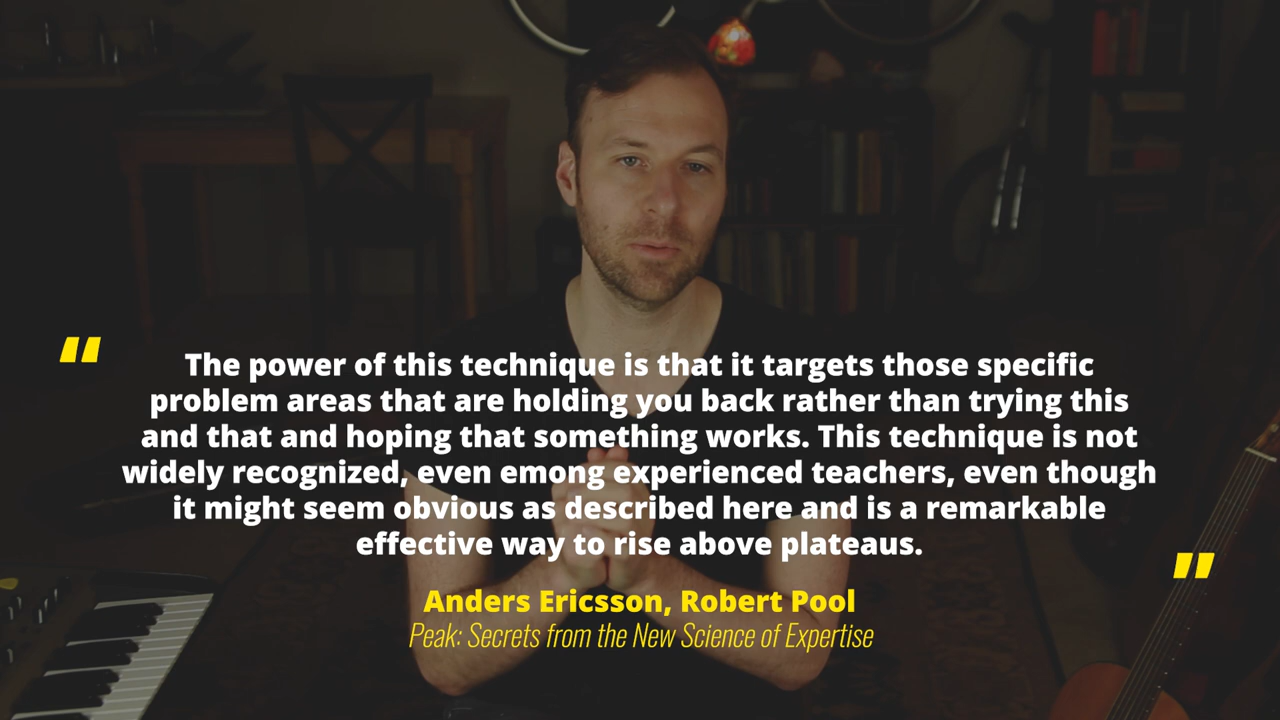 “
The power of this technique is that it targets those specific
problem areas that are holding you back rather than trying this
and that and hoping that something works. This technique is not
widely recognized, even emong experienced teachers, even though
it might seem obvious as described here and is a remarkable
effective way to rise above plateaus.
”
Anders Ericsson, Robert Pool
Peak: Secrets from the New Science of Expertise